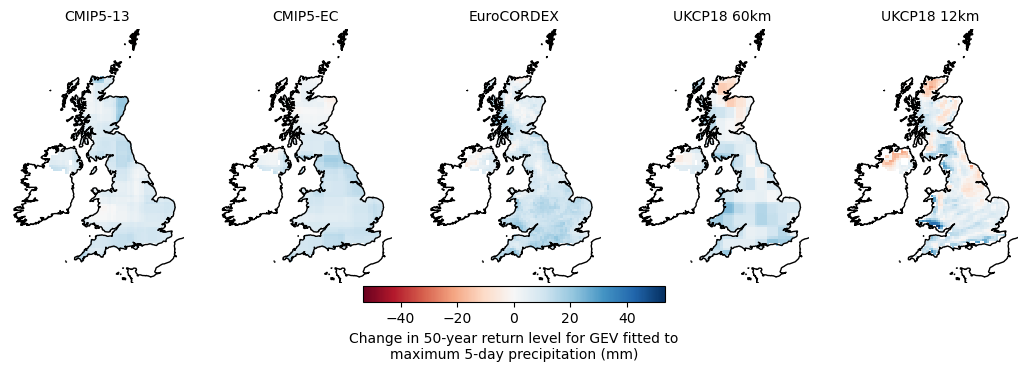 CMIP5-13 CMIP5-EC EuroCORDEX UKCP18 60km UKCP18 12km
−40 −20 0 20 40
Change in 50-year return level for GEV fitted to
maximum 5-day precipitation (mm)